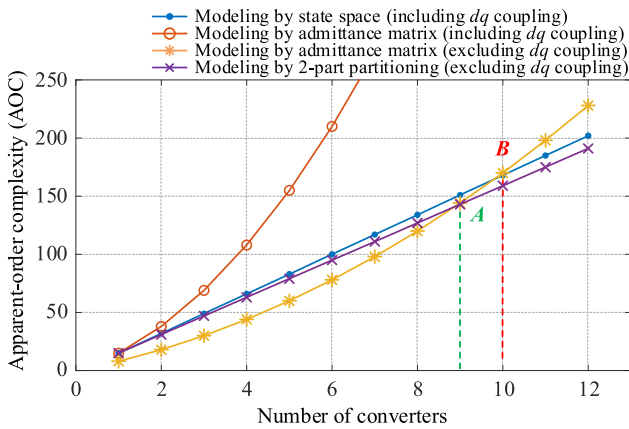 Modeling by state space (including dq coupling)
Modeling by admittance matrix (including dq coupling)
Modeling by admittance matrix (excluding dq coupling)
Modeling by 2-part partitioning (excluding dq coupling)
Apparent-order complexity (AOC)
250
200
150
100
50
0
B
A
0 2 4 6 8 10 12
Number of converters